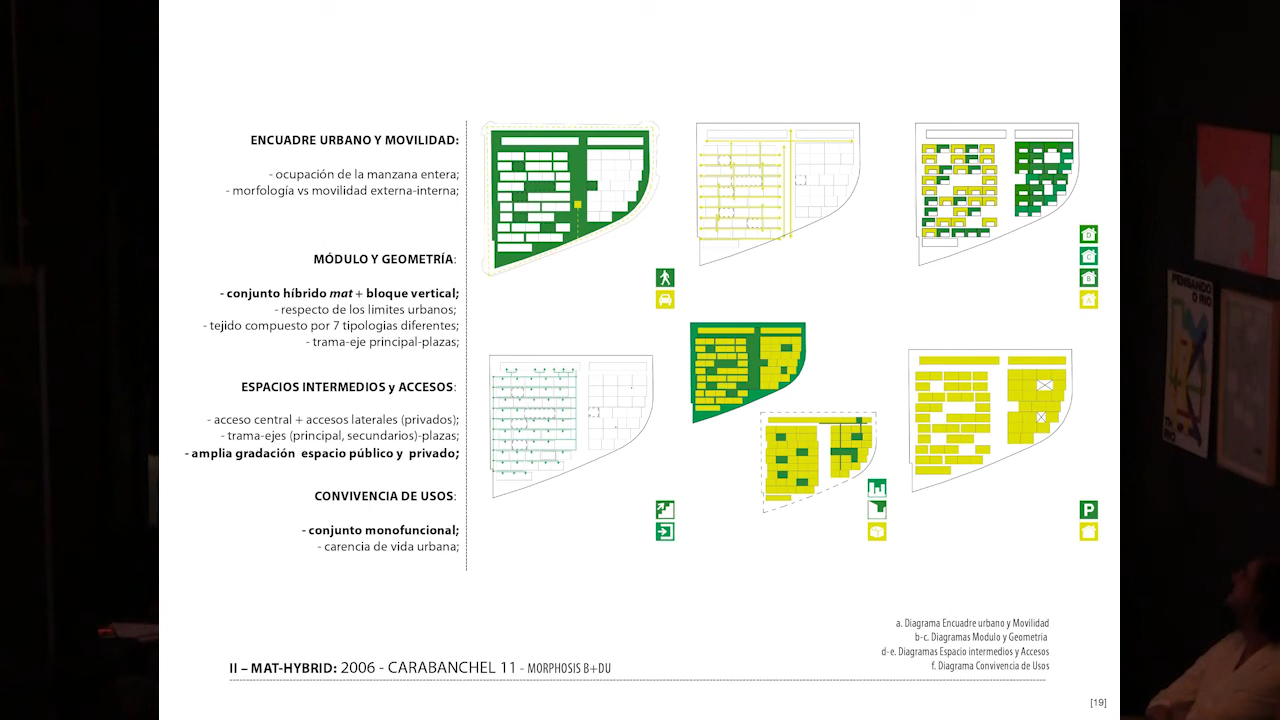 ENCUADRE URBANO Y MOVILIDAD:
- ocupación de la manzana entera;
- morfología vs movilidad externa-interna;
MÓDULO Y GEOMETRÍA:
- conjunto híbrido mat + bloque vertical;
- respecto de los limites urbanos;
- tejido compuesto por 7 tipologias diferentes;
- trama-eje principal-plazas;
ESPACIOS INTERMEDIOS y ACCESOS:
- acceso central + accesos laterales (privados);
- trama-ejes (principal, secundarios)-plazas;
- amplia gradación espacio público y privado;
CONVIVENCIA DE USOS:
- conjunto monofuncional;
- carencia de vida urbana;
D
C
B
A
P
a. Diagrama Encuadre urbano y Movilidad
b-c. Diagramas Modulo y Geometria
d-e. Diagramas Espacio intermedios y Accesos
f. Diagrama Convivencia de Usos
II – MAT-HYBRID: 2006 - CARABANCHEL 11 - MORPHOSIS B+DU
[19]
PENSANDO
O RIO